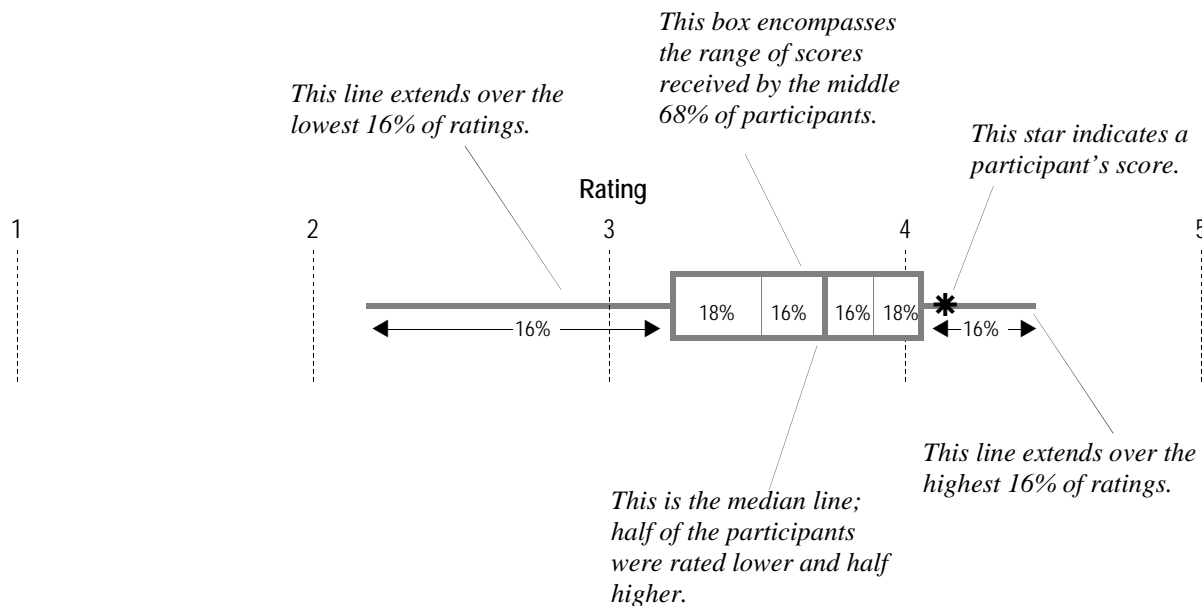 This box encompasses
the range of scores
received by the middle
68% of participants.
This line extends over the
lowest 16% of ratings.
This star indicates a
participant's score.
Rating
1 2 3 4 5
18% 16% 16% 18%
16% 16%
This line extends over the
highest 16% of ratings.
This is the median line;
half of the participants
were rated lower and half
higher.